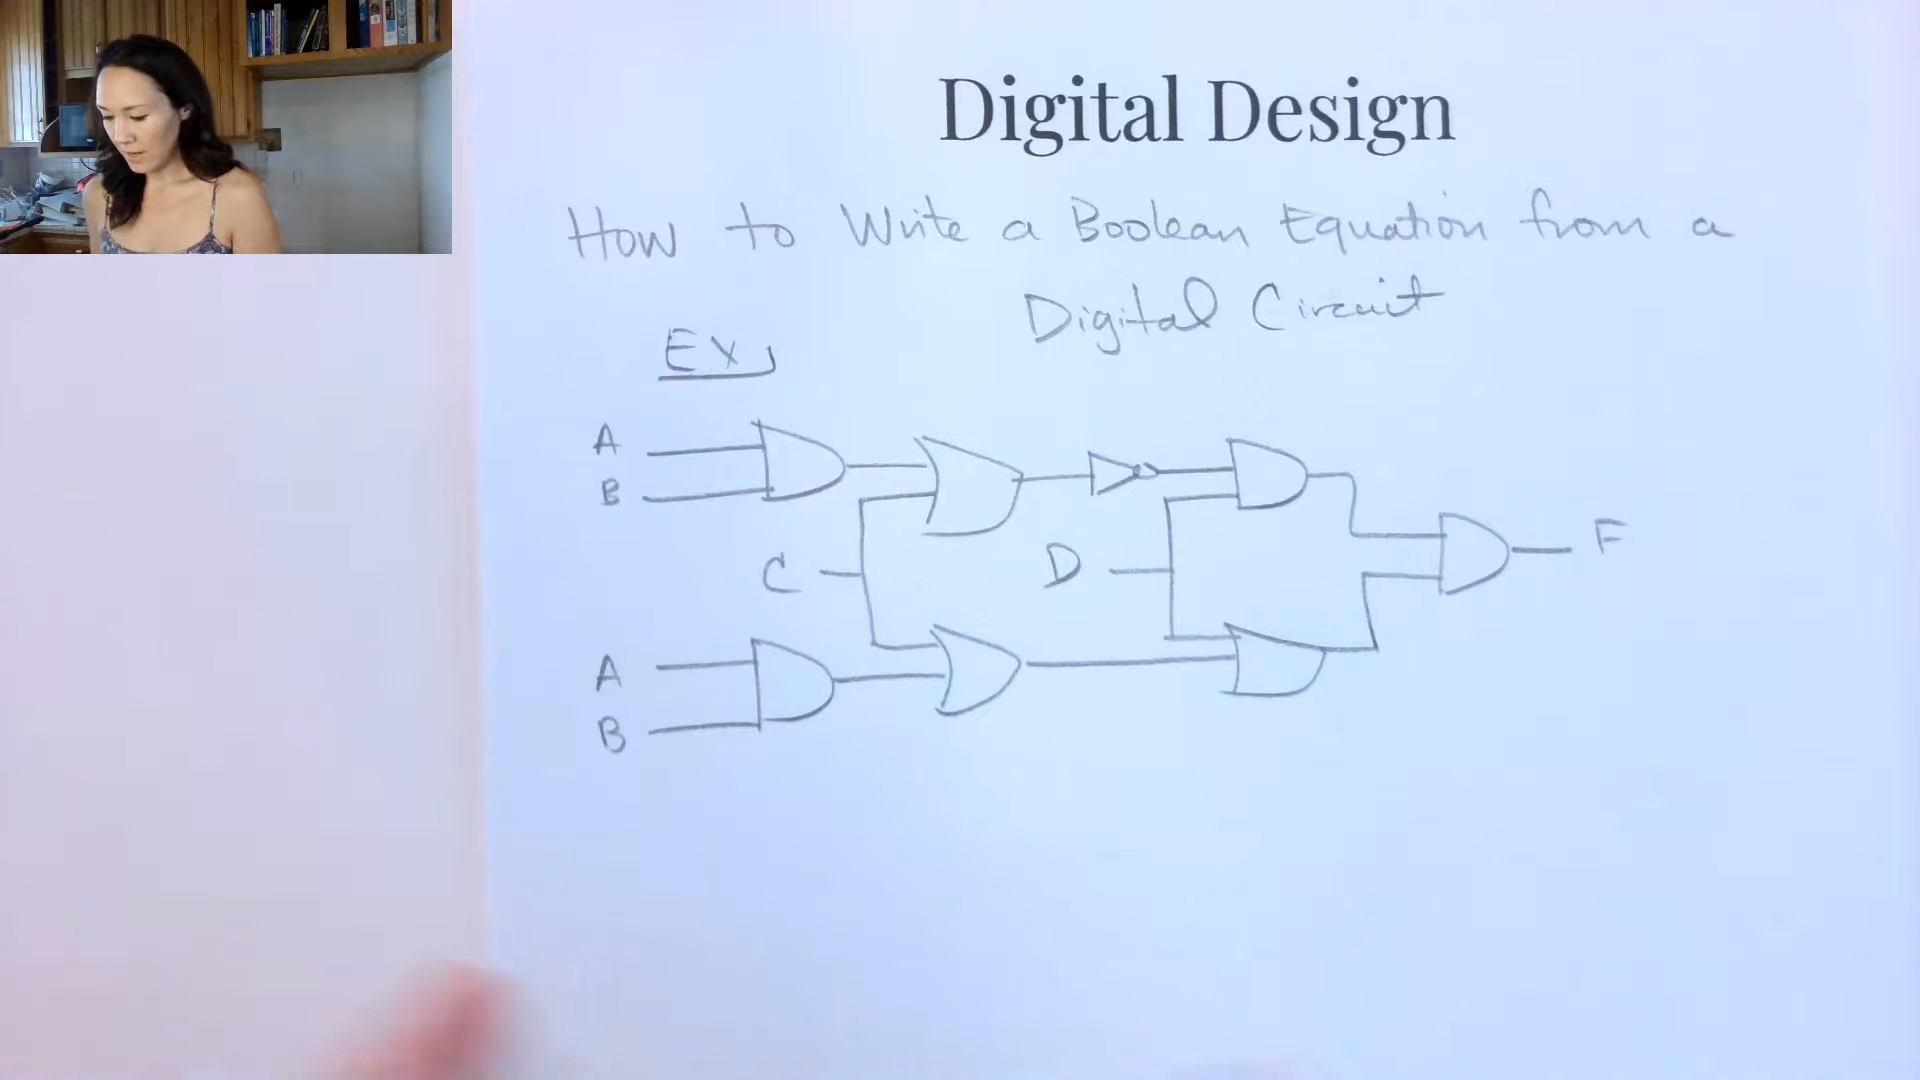 Digital Design
How to Write a Boolean Equation from a
Digital Circuit
Ex,
A
B
C
D
F
A
B